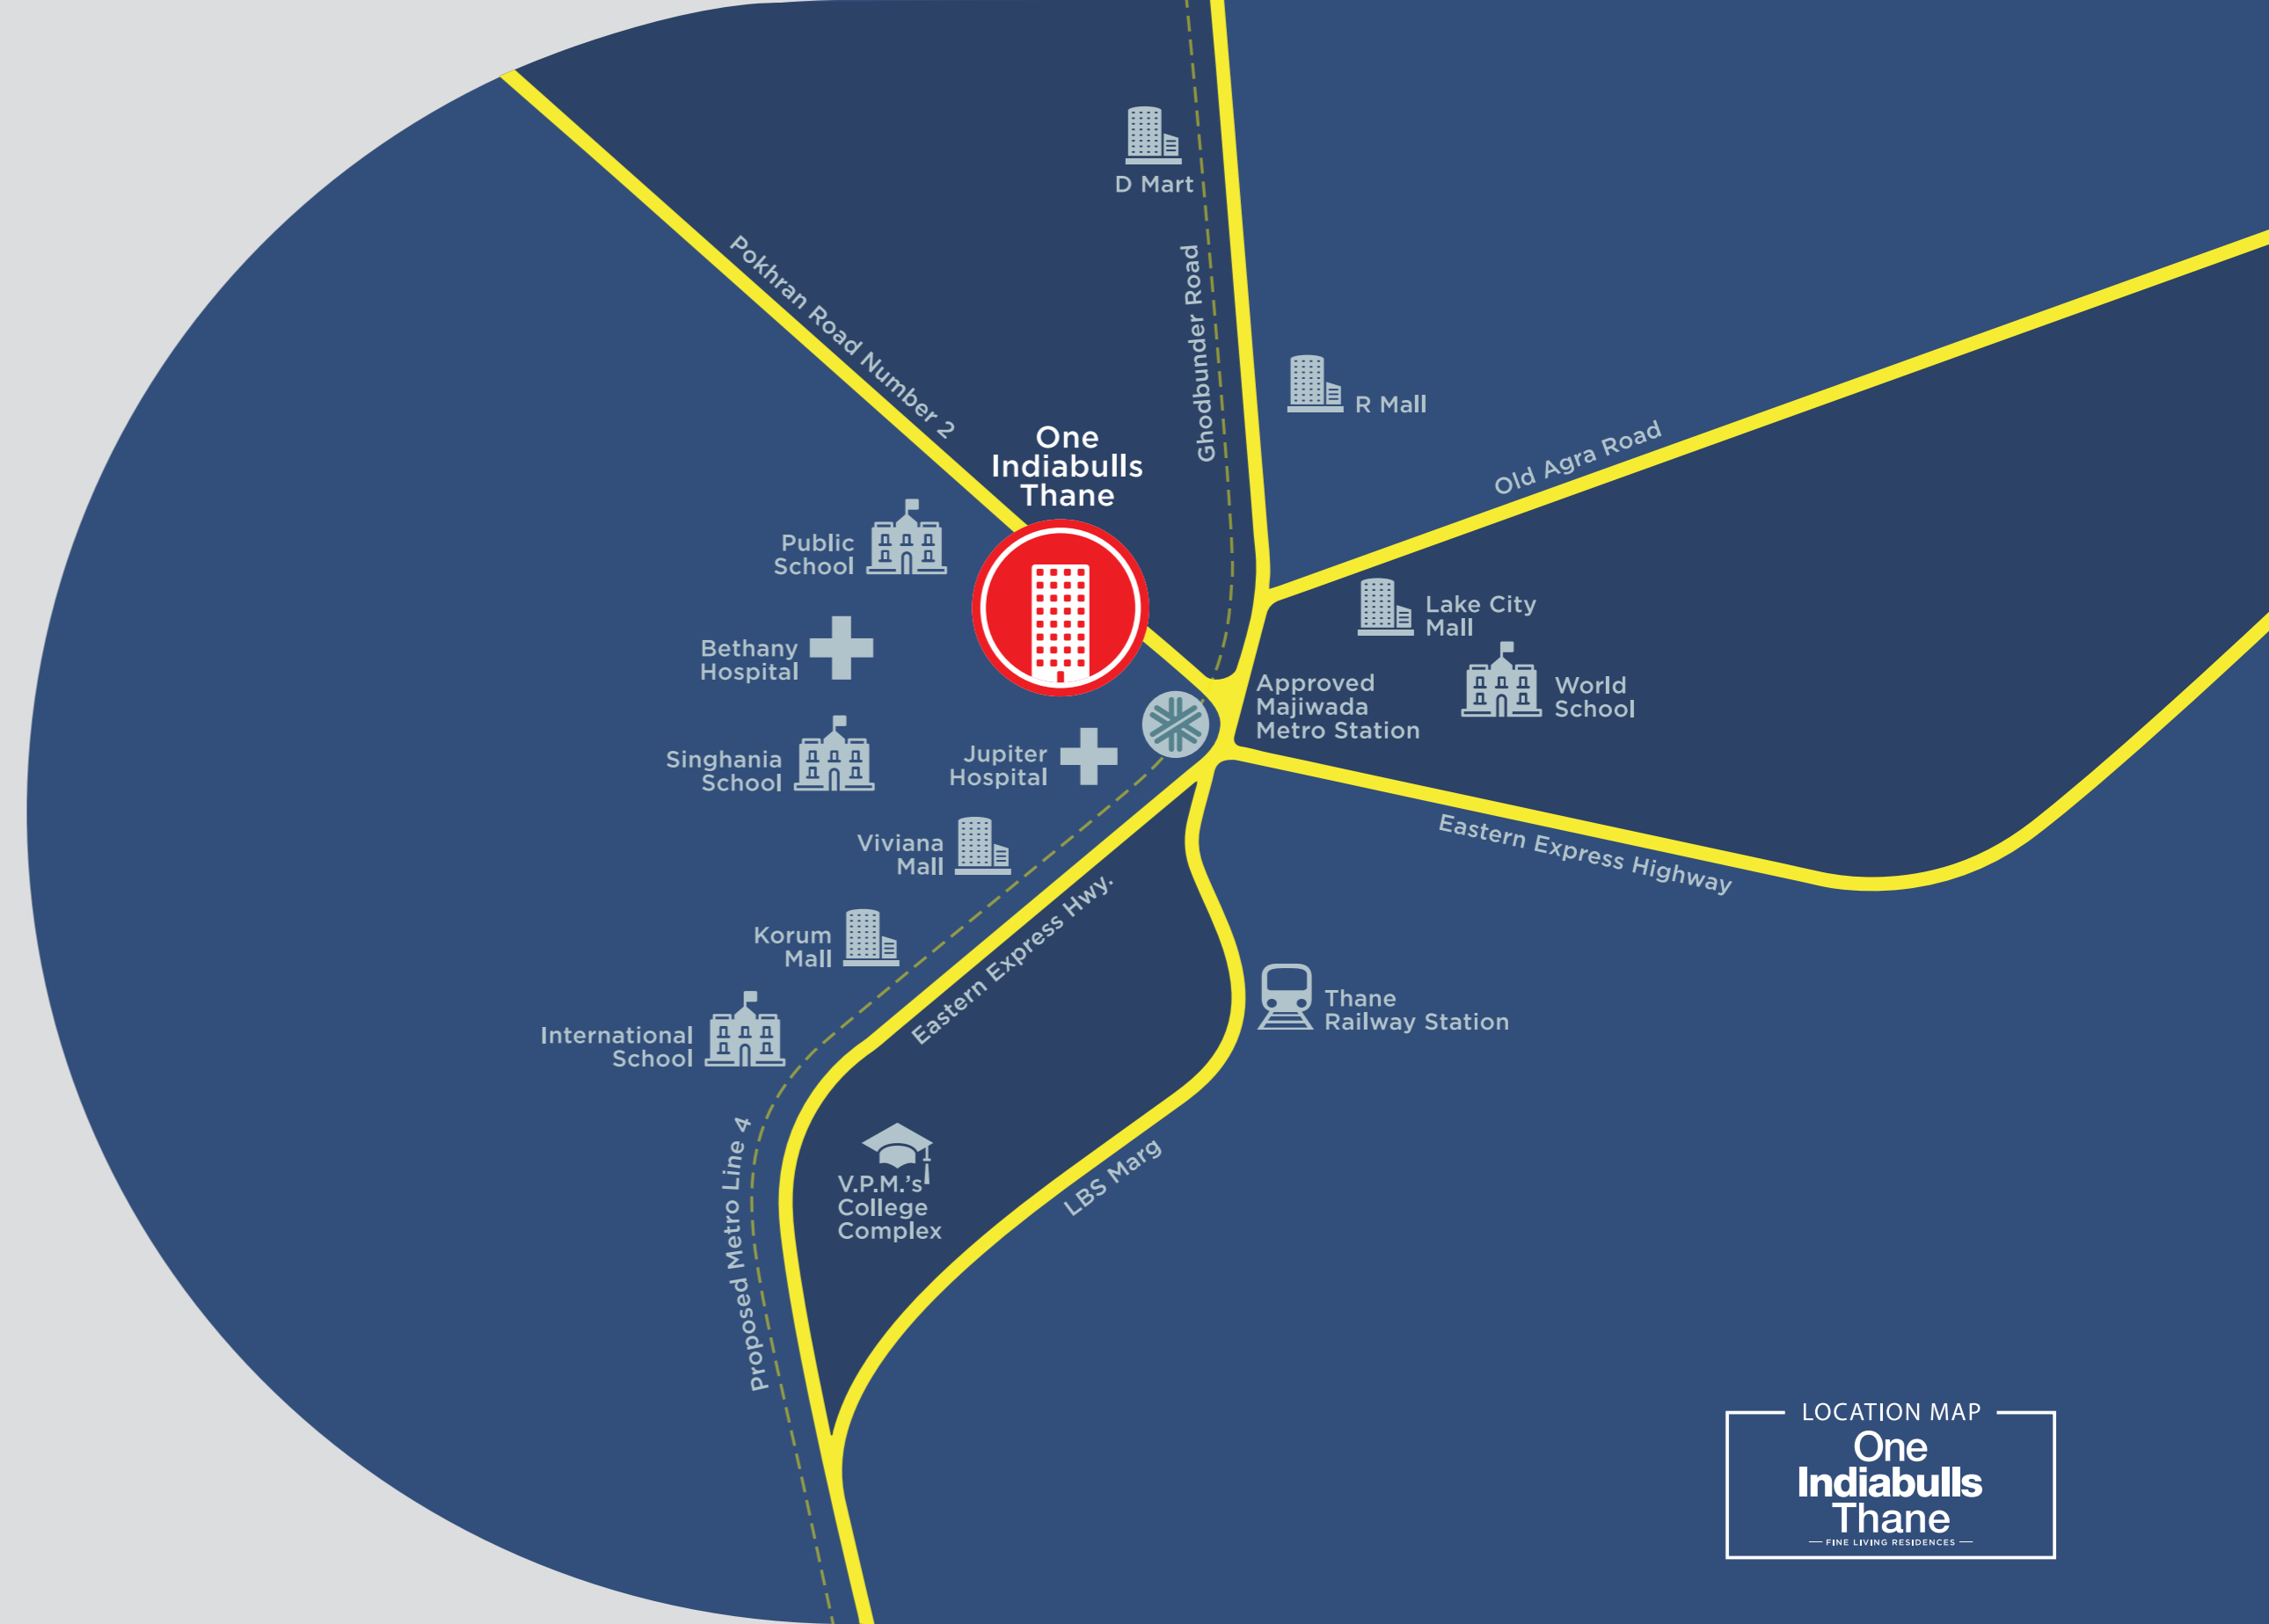 D Mart
Pokhran Road Number 2
Ghodbunder Road
R Mall
Old Agra Road
One
Indiabulls
Thane
Public
School
Lake City
Mall
Bethany
Hospital
Approved
Majiwada
Metro Station
World
School
Singhania
School
Jupiter
Hospital
Viviana
Mall
Eastern Express Highway
Eastern Express Hwy.
Korum
Mall
Thane
Railway Station
International
School
Proposed Metro Line 4
V.P.M.'s
College
Complex
LBS Marg
LOCATION MAP
One
Indiabulls
Thane
FINE LIVING RESIDENCES